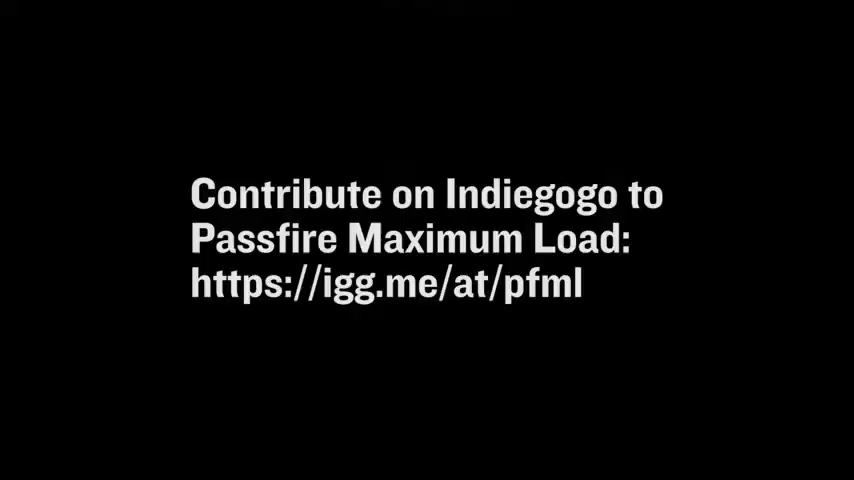 Contribute on Indiegogo to
Passfire Maximum Load:
https://igg.me/at/pfml